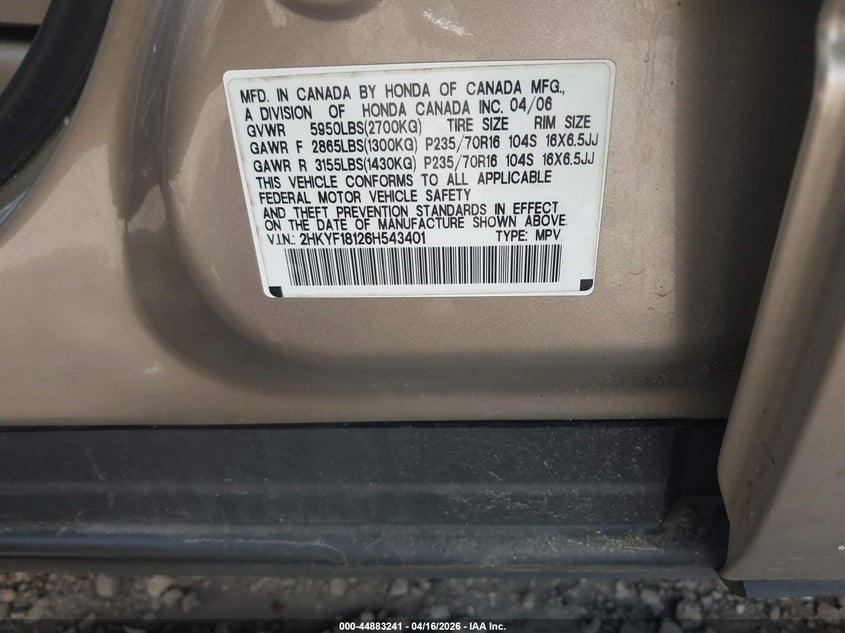 MFD. IN CANADA BY HONDA OF CANADA MFG.,
A DIVISION OF HONDA CANADA INC. 04/06
GVWR 5950LBS(2700KG) TIRE SIZE RIM SIZE
GAWR F 2865LBS(1300KG) P235/70R16 104S 16X6.5JJ
GAWR R 3155LBS(1430KG) P235/70R16 104S 16X6.5JJ
THIS VEHICLE CONFORMS TO ALL APPLICABLE
FEDERAL MOTOR VEHICLE SAFETY
AND THEFT PREVENTION STANDARDS IN EFFECT
ON THE DATE OF MANUFACTURE SHOWN ABOVE.
V.I.N.: 2HKYF18126H543401 TYPE: MPV
000-44883241 - 04/16/2026 - IAA Inc.